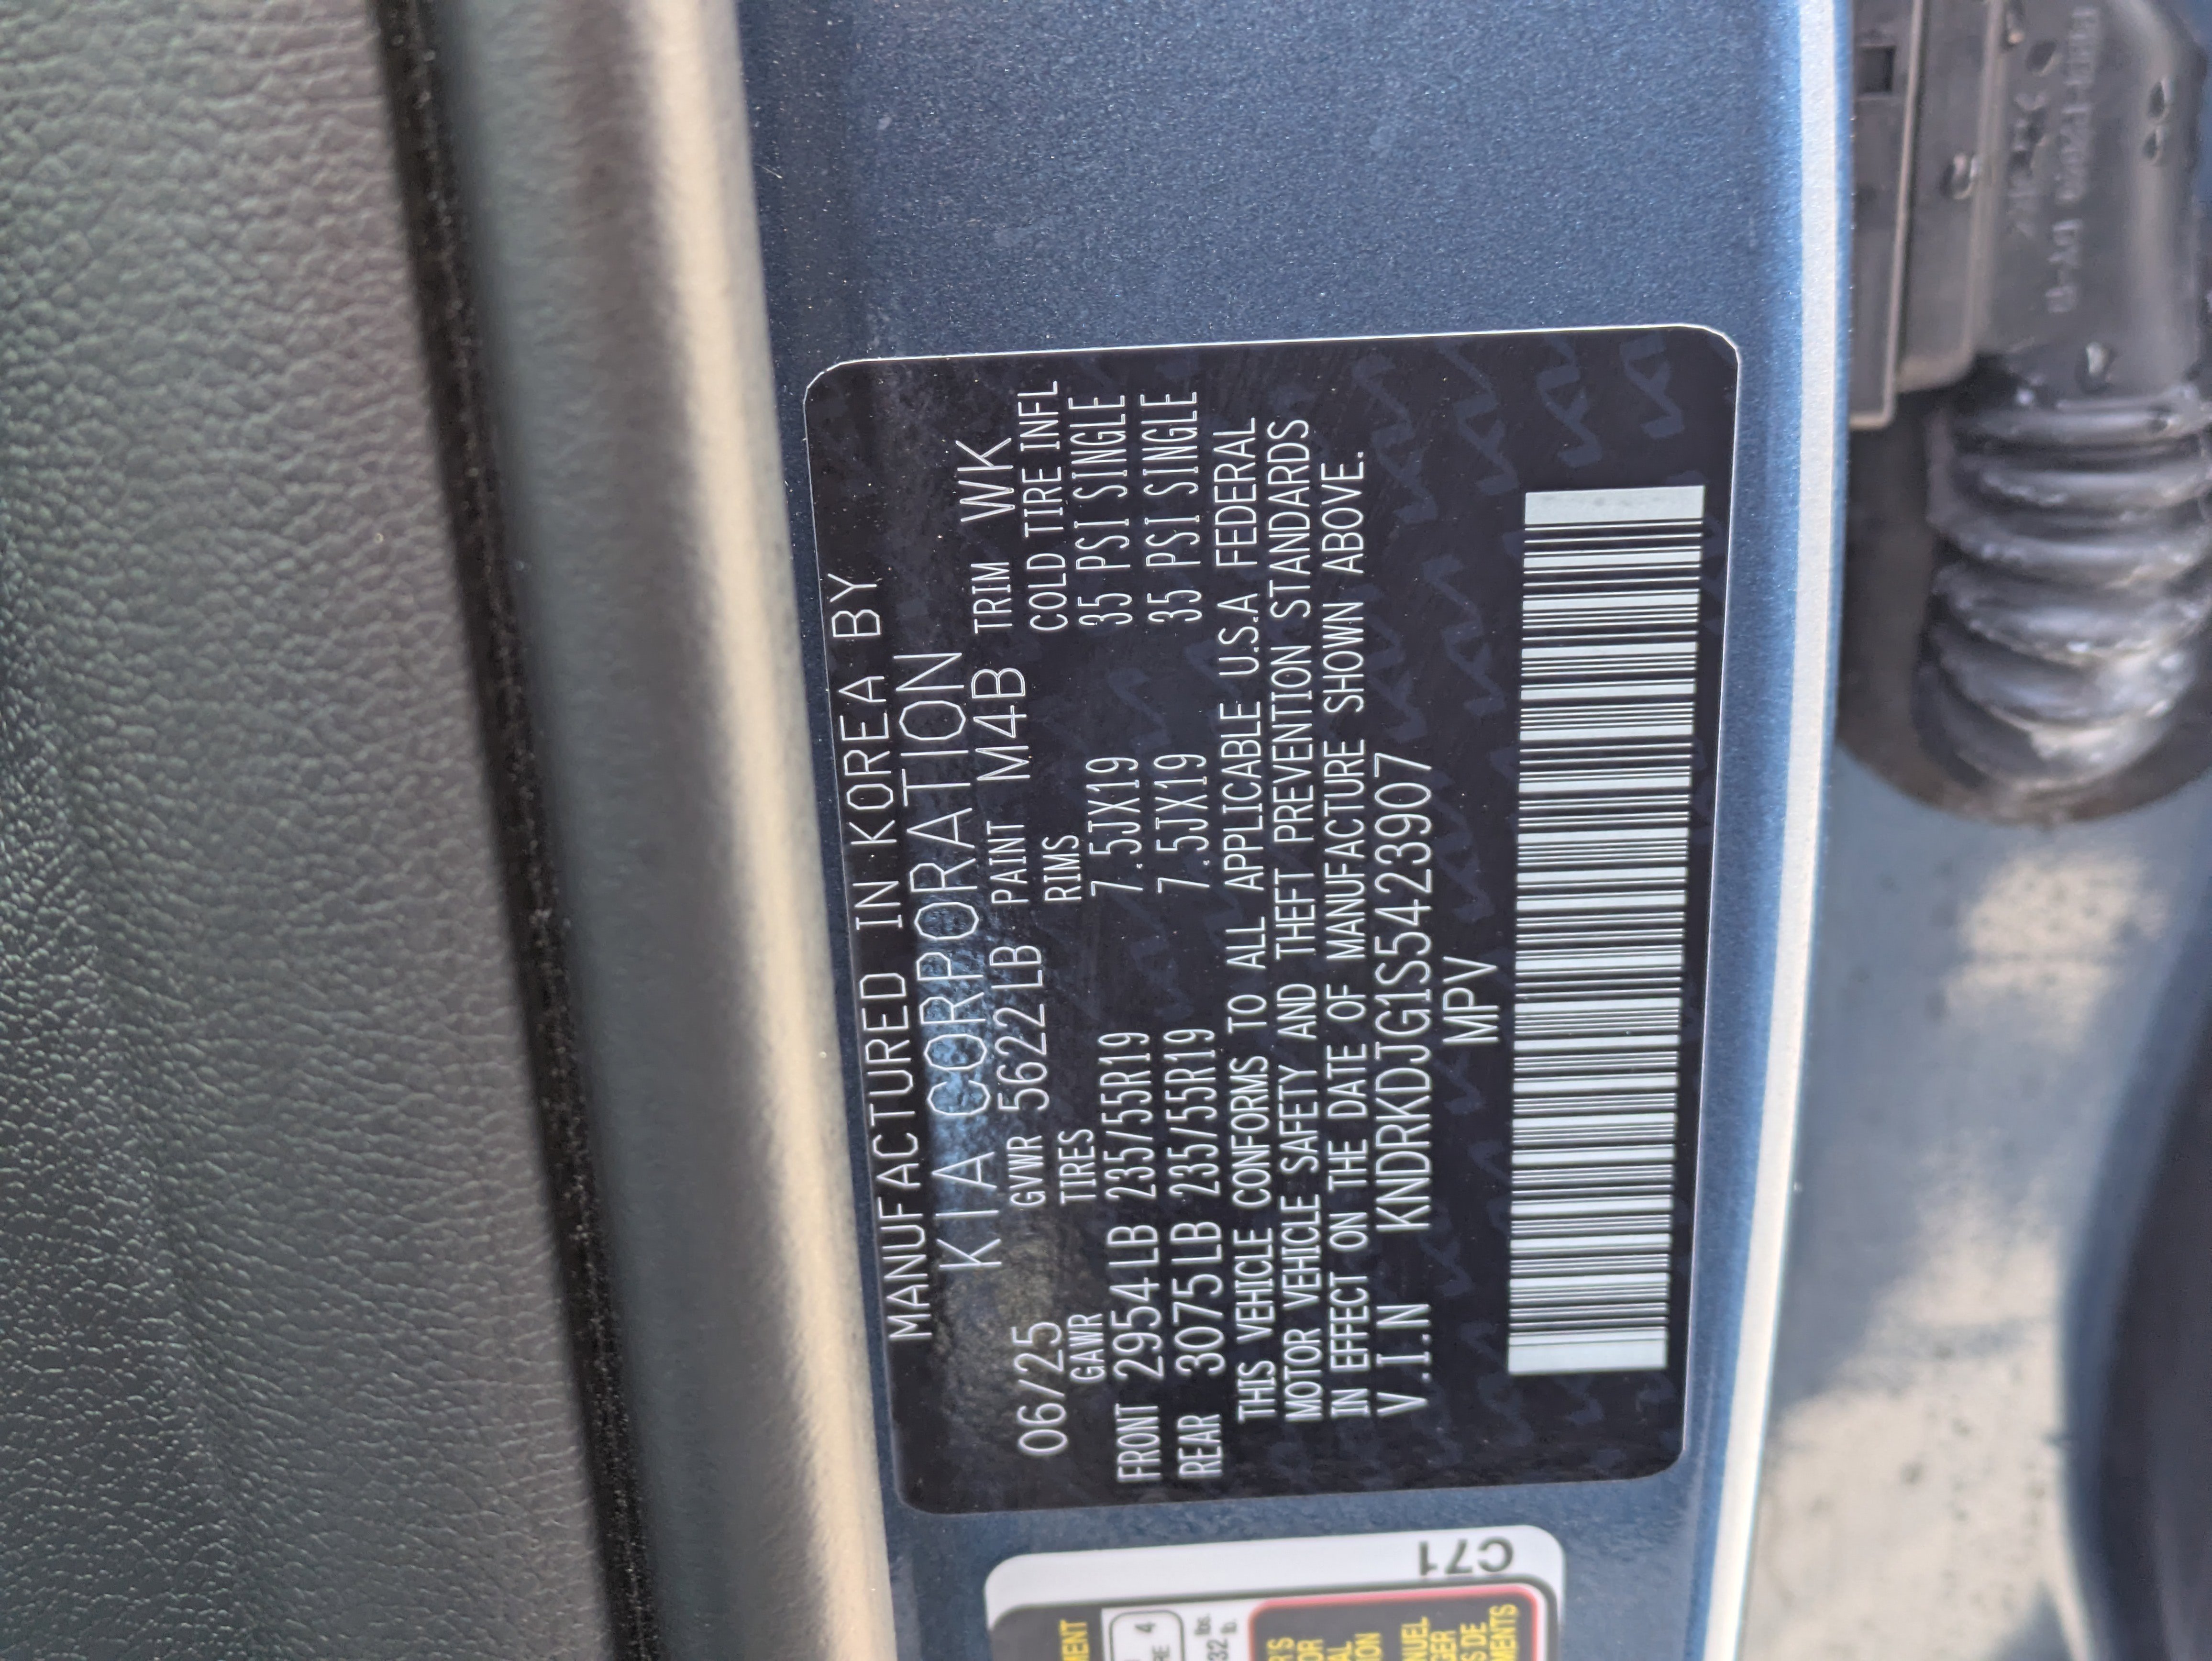 MANUFACTURED IN KOREA BY
KIA CORPORATION
06/25 GVWR 5622LB PAINT M4B TRIM WK
GAWR TIRES RIMS COLD TIRE INFL
FRONT 2954LB 235/55R19 7.5JX19 35 PSI SINGLE
REAR 3075LB 235/55R19 7.5JX19 35 PSI SINGLE
THIS VEHICLE CONFORMS TO ALL APPLICABLE U.S.A FEDERAL
MOTOR VEHICLE SAFETY AND THEFT PREVENTION STANDARDS
IN EFFECT ON THE DATE OF MANUFACTURE SHOWN ABOVE.
V.I.N KNDRKDJG1S5423907
MPV
C71
4
lbs.
lb.